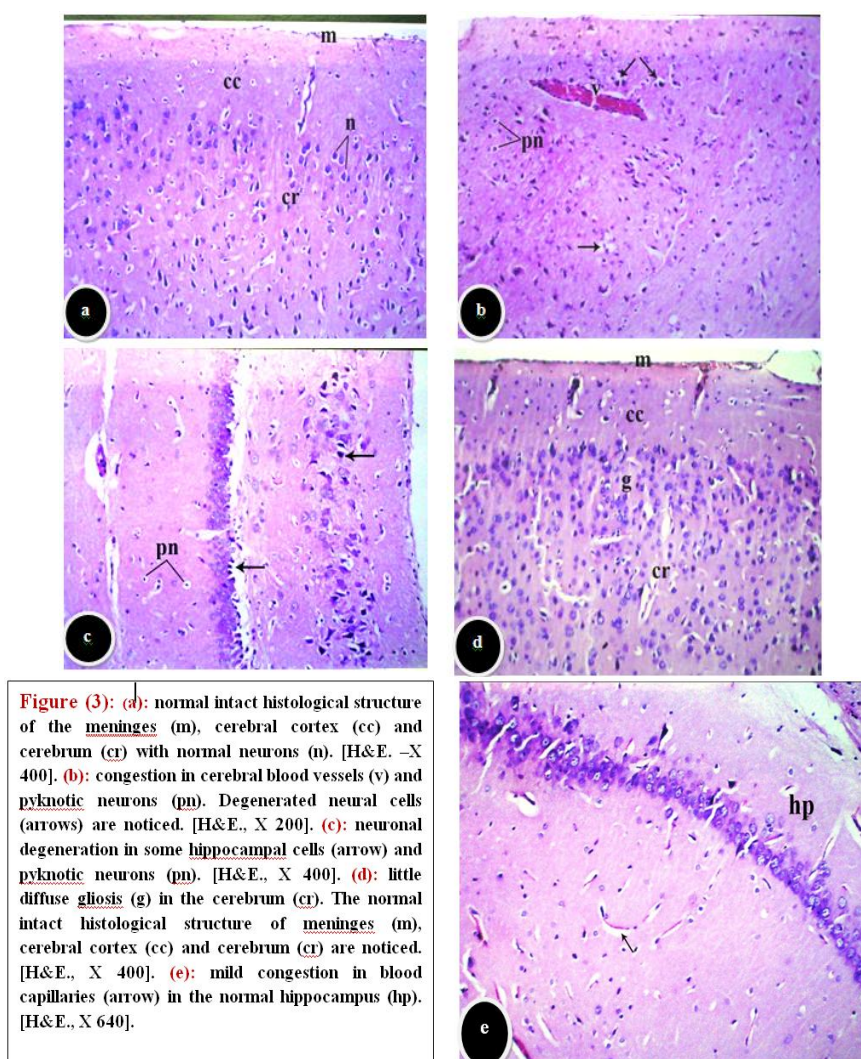 m
cc
n
cr
a
v
pn
b
pn
c
m
cc
g
cr
d
Figure (3): (a): normal intact histological structure
of the meninges (m), cerebral cortex (cc) and
cerebrum (cr) with normal neurons (n). [H&E. –X
400]. (b): congestion in cerebral blood vessels (v) and
pyknotic neurons (pn). Degenerated neural cells
(arrows) are noticed. [H&E., X 200]. (c): neuronal
degeneration in some hippocampal cells (arrow) and
pyknotic neurons (pn). [H&E., X 400]. (d): little
diffuse gliosis (g) in the cerebrum (cr). The normal
intact histological structure of meninges (m),
cerebral cortex (cc) and cerebrum (cr) are noticed.
[H&E., X 400]. (e): mild congestion in blood
capillaries (arrow) in the normal hippocampus (hp).
[H&E., X 640].
hp
e